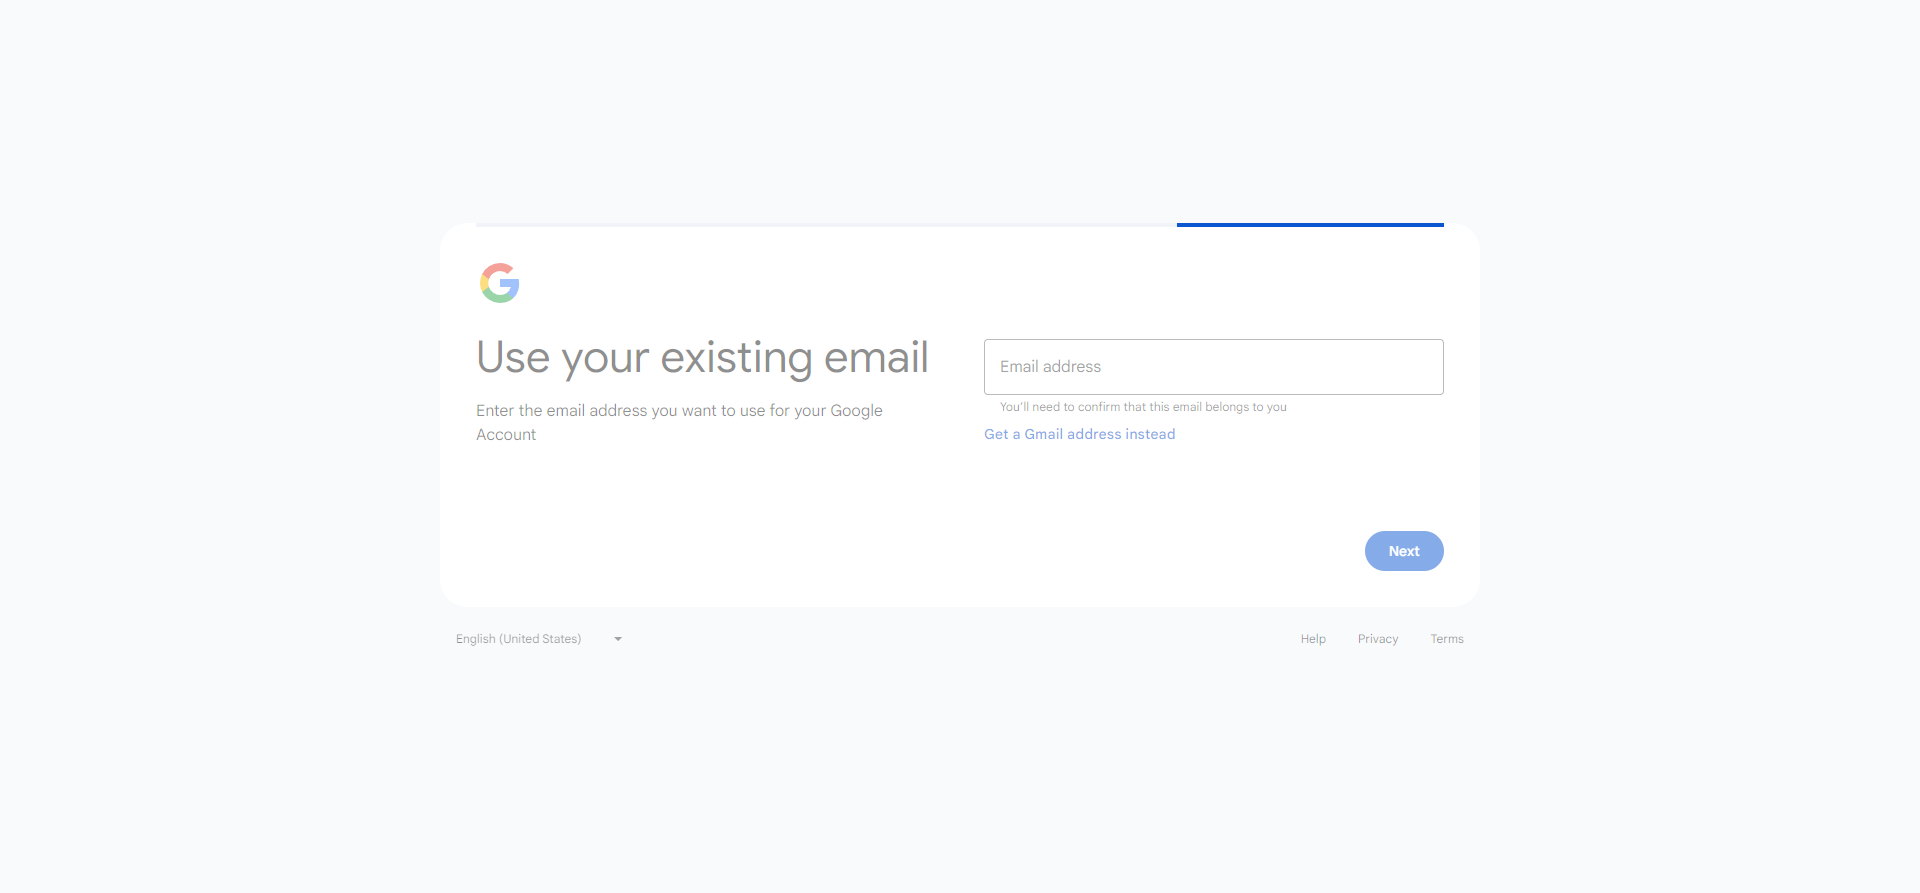 Use your existing email
Enter the email address you want to use for your Google
Account
Email address
You'll need to confirm that this email belongs to you
Get a Gmail address instead
Next
English (United States)
Help
Privacy
Terms